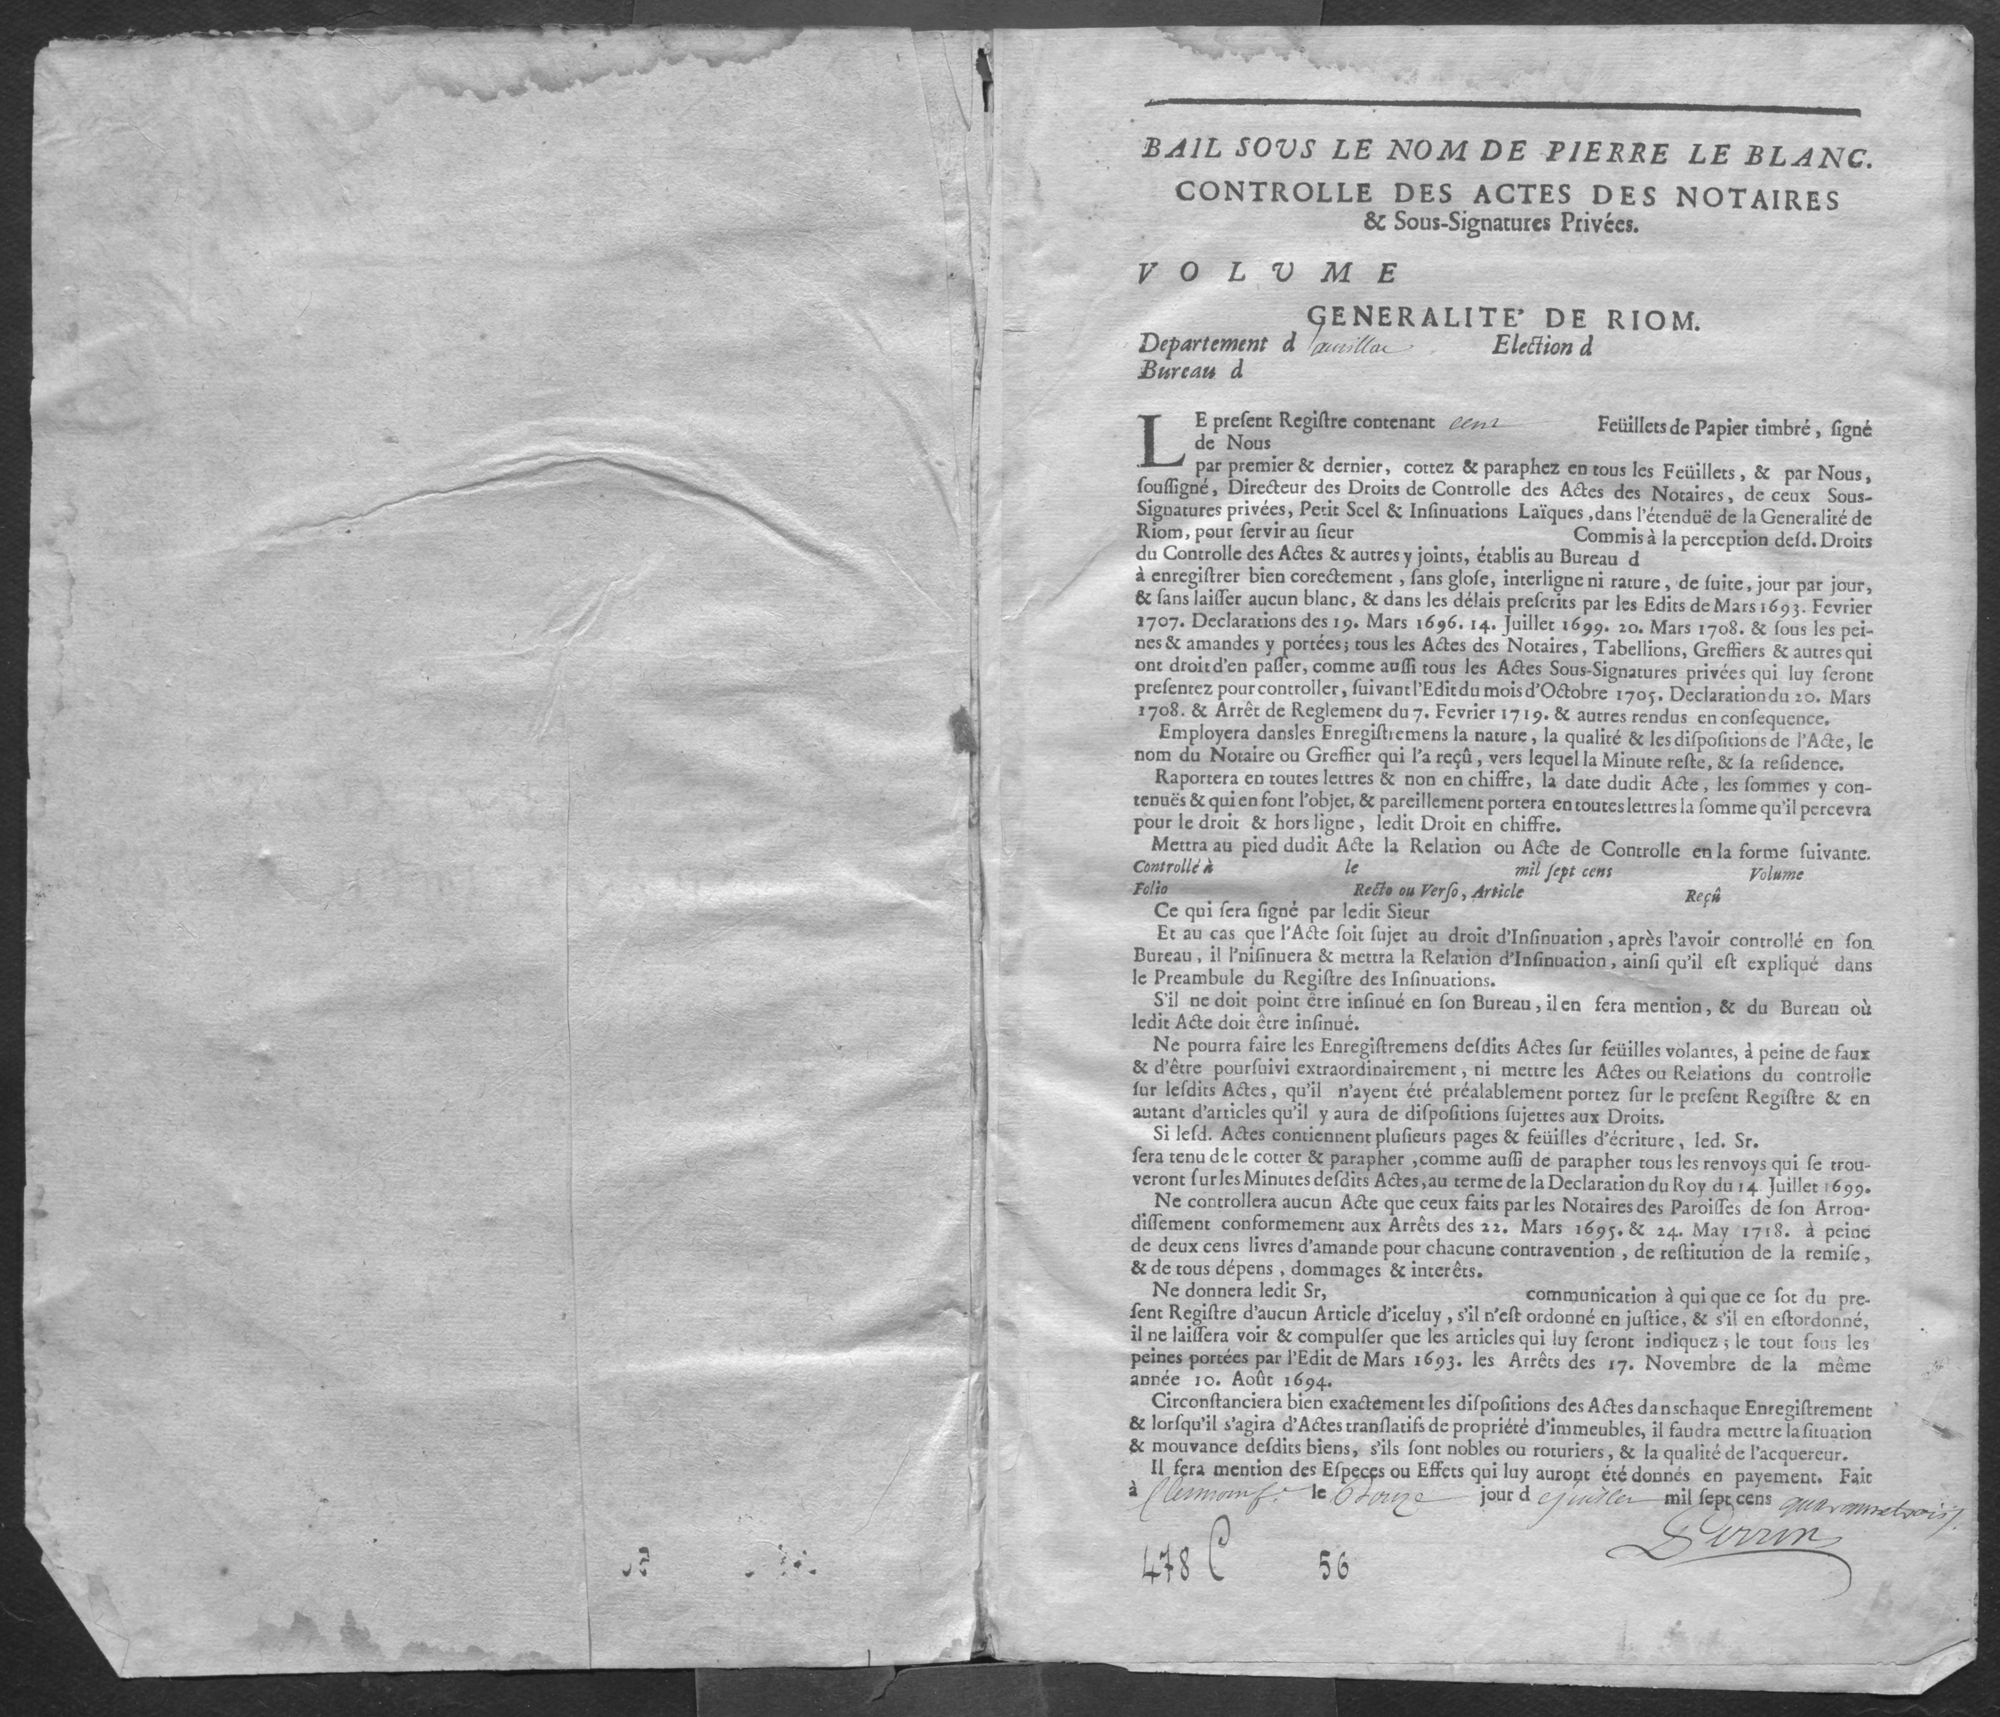 BAIL SOUS LE NOM DE PIERRE LE BLANC.
CONTROLLE DES ACTES DES NOTAIRES
& Sous-Signatures Privées.
VOLUME
GENERALITE' DE RIOM.
Departement d'aurillac Election d
Bureau d
LE preſent Regiſtre contenant cent Feüillets de Papier timbré, ſigné
de Nous
par premier & dernier, cottez & paraphez en tous les Feüillets, & par Nous,
ſouſſigné, Directeur des Droits de Controlle des Actes des Notaires, de ceux Sous-
Signatures privées, Petit Scel & Inſinuations Laïques, dans l'étenduë de la Generalité de
Riom, pour ſervir au ſieur Commis à la perception deſd. Droits
du Controlle des Actes & autres y joints, établis au Bureau d
à enregiſtrer bien corectement, ſans gloſe, interligne ni rature, de ſuite, jour par jour,
& ſans laiſſer aucun blanc, & dans les délais preſcrits par les Edits de Mars 1693. Fevrier
1707. Declarations des 19. Mars 1696. 14. Juillet 1699. 20. Mars 1708. & ſous les pei-
nes & amandes y portées; tous les Actes des Notaires, Tabellions, Greffiers & autres qui
ont droit d'en paſſer, comme auſſi tous les Actes Sous-Signatures privées qui luy ſeront
preſentez pour controller, ſuivant l'Edit du mois d'Octobre 1705. Declaration du 20. Mars
1708. & Arrêt de Reglement du 7. Fevrier 1719. & autres rendus en conſequence.
Employera dans les Enregiſtremens la nature, la qualité & les diſpoſitions de l'Acte, le
nom du Notaire ou Greffier qui l'a reçû, vers lequel la Minute reſte, & ſa reſidence.
Raportera en toutes lettres & non en chiffre, la date dudit Acte, les ſommes y con-
tenuës & qui en ſont l'objet, & pareillement portera en toutes lettres la ſomme qu'il percevra
pour le droit & hors ligne, ledit Droit en chiffre.
Mettra au pied dudit Acte la Relation ou Acte de Controlle en la forme ſuivante.
Controllé à le mil ſept cens Volume
Folio Recto ou Verſo, Article Reçû
Ce qui ſera ſigné par ledit Sieur
Et au cas que l'Acte ſoit ſujet au droit d'Inſinuation, après l'avoir controllé en ſon
Bureau, il l'niſinuera & mettra la Relation d'Inſinuation, ainſi qu'il eſt expliqué dans
le Preambule du Regiſtre des Inſinuations.
S'il ne doit point être inſinué en ſon Bureau, il en fera mention, & du Bureau où
ledit Acte doit être inſinué.
Ne pourra faire les Enregiſtremens deſdits Actes ſur feüilles volantes, à peine de faux
& d'être pourſuivi extraordinairement, ni mettre les Actes ou Relations du controlle
ſur leſdits Actes, qu'il n'ayent été préalablement portez ſur le preſent Regiſtre & en
autant d'articles qu'il y aura de diſpoſitions ſujettes aux Droits.
Si leſd. Actes contiennent pluſieurs pages & feüilles d'écriture, led. Sr.
ſera tenu de le cotter & parapher, comme auſſi de parapher tous les renvoys qui ſe trou-
veront ſur les Minutes deſdits Actes, au terme de la Declaration du Roy du 14. Juillet 1699.
Ne controllera aucun Acte que ceux faits par les Notaires des Paroiſſes de ſon Arron-
diſſement conformement aux Arrêts des 22. Mars 1695. & 24. May 1718. à peine
de deux cens livres d'amande pour chacune contravention, de reſtitution de la remiſe,
& de tous dépens, dommages & interêts.
Ne donnera ledit Sr, communication à qui que ce ſot du pre-
ſent Regiſtre d'aucun Article d'iceluy, s'il n'eſt ordonné en juſtice, & s'il en eſt ordonné,
il ne laiſſera voir & compulſer que les articles qui luy ſeront indiquez; le tout ſous les
peines portées par l'Edit de Mars 1693. les Arrêts des 17. Novembre de la même
année 10. Août 1694.
Circonſtanciera bien exactement les diſpoſitions des Actes dans chaque Enregiſtrement
& lorſqu'il s'agira d'Actes tranſlatifs de propriété d'immeubles, il faudra mettre la ſituation
& mouvance deſdits biens, s'ils ſont nobles ou roturiers, & la qualité de l'acquereur.
Il fera mention des Eſpeces ou Effets qui luy auront été donnés en payement. Fait
à Clermont f. le Douze jour de juillet mil ſept cens quarante trois
Perrin
478 C 56